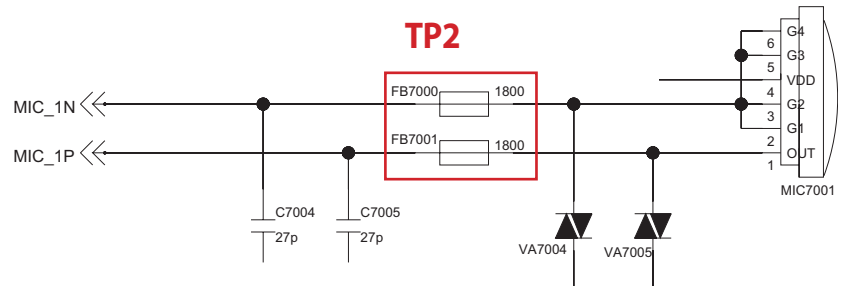 TP2
G4
6
G3
5
VDD
4
G2
3
G1
2
OUT
1
MIC7001
MIC_1N
FB7000 1800
MIC_1P
FB7001 1800
C7004
27p
C7005
27p
VA7004
VA7005